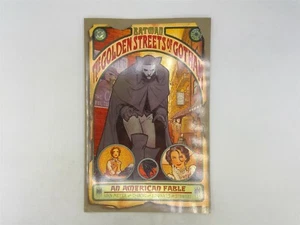 BATMAN
THE GOLDEN STREETS OF GOTHAM
AN AMERICAN FABLE